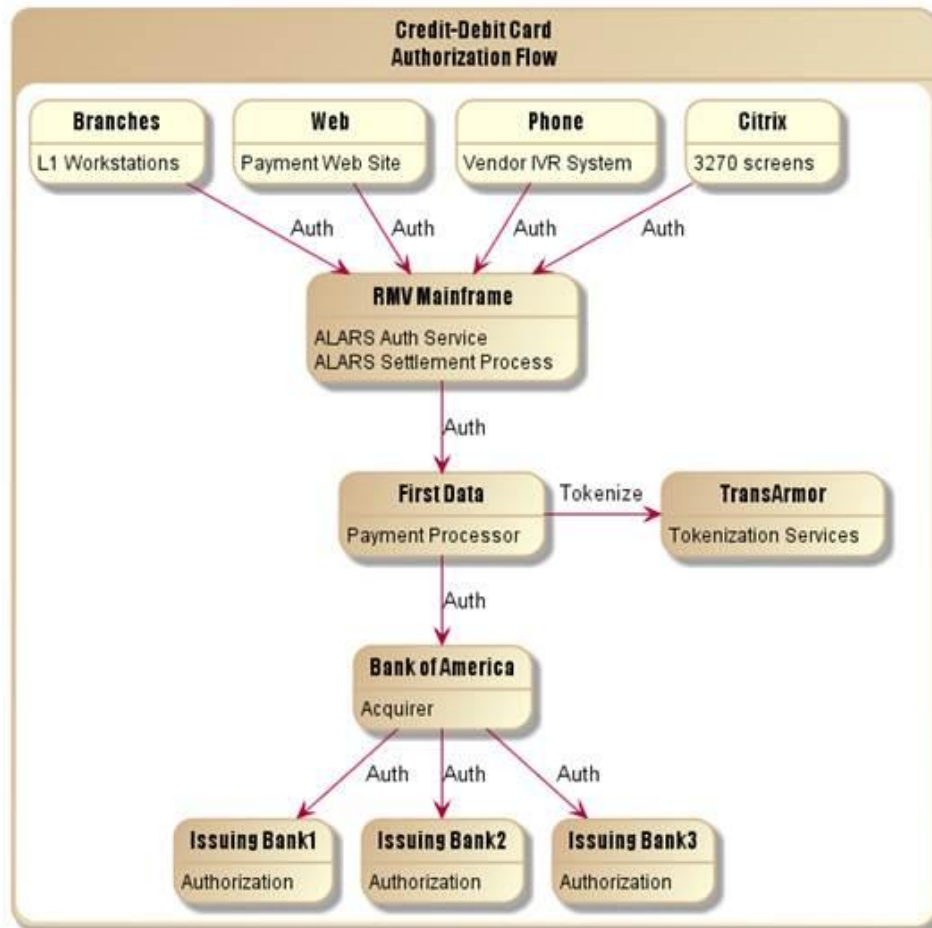 Credit-Debit Card
Authorization Flow
Branches
L1 Workstations
Web
Payment Web Site
Phone
Vendor IVR System
Citrix
3270 screens
Auth
Auth
Auth
Auth
RMV Mainframe
ALARS Auth Service
ALARS Settlement Process
Auth
First Data
Payment Processor
Tokenize
TransArmor
Tokenization Services
Auth
Bank of America
Acquirer
Auth
Auth
Auth
Issuing Bank1
Authorization
Issuing Bank2
Authorization
Issuing Bank3
Authorization